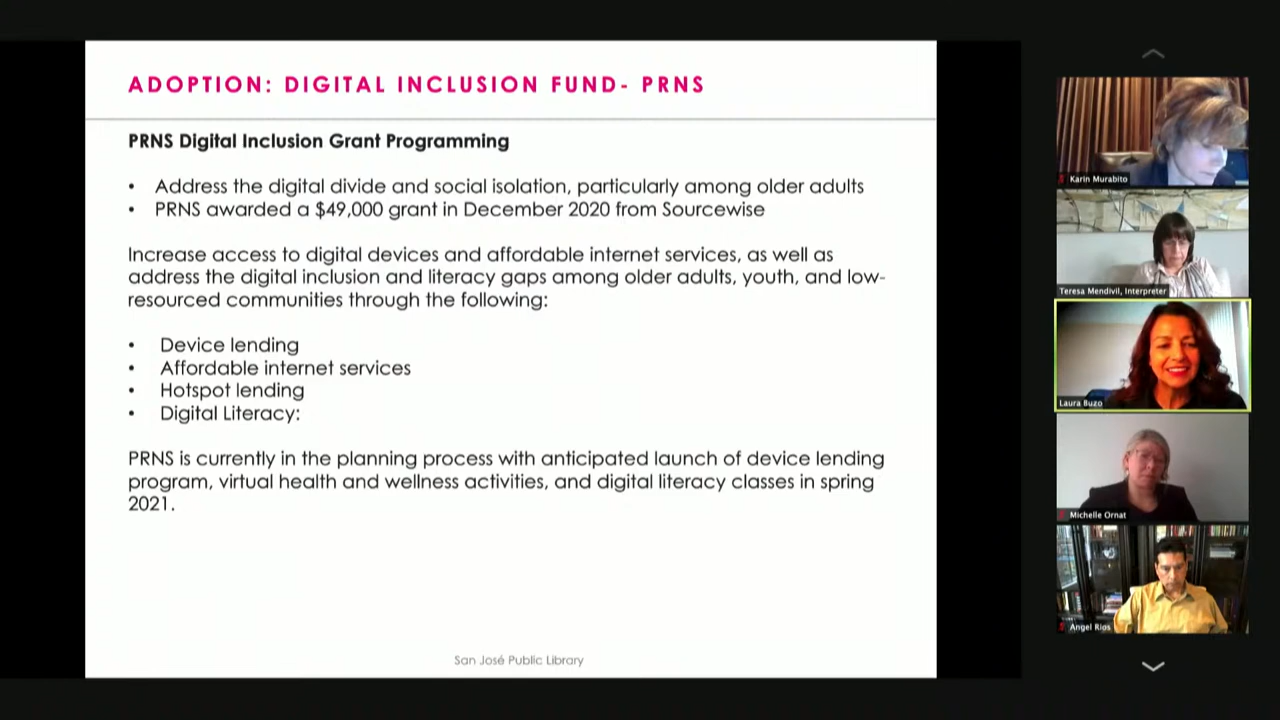 ADOPTION: DIGITAL INCLUSION FUND- PRNS
PRNS Digital Inclusion Grant Programming
• Address the digital divide and social isolation, particularly among older adults
• PRNS awarded a $49,000 grant in December 2020 from Sourcewise
Increase access to digital devices and affordable internet services, as well as
address the digital inclusion and literacy gaps among older adults, youth, and low-
resourced communities through the following:
• Device lending
• Affordable internet services
• Hotspot lending
• Digital Literacy:
PRNS is currently in the planning process with anticipated launch of device lending
program, virtual health and wellness activities, and digital literacy classes in spring
2021.
San José Public Library
Karin Murabito
Teresa Mendivil, Interpreter
Laura Buzo
Michelle Ornat
Angel Rios